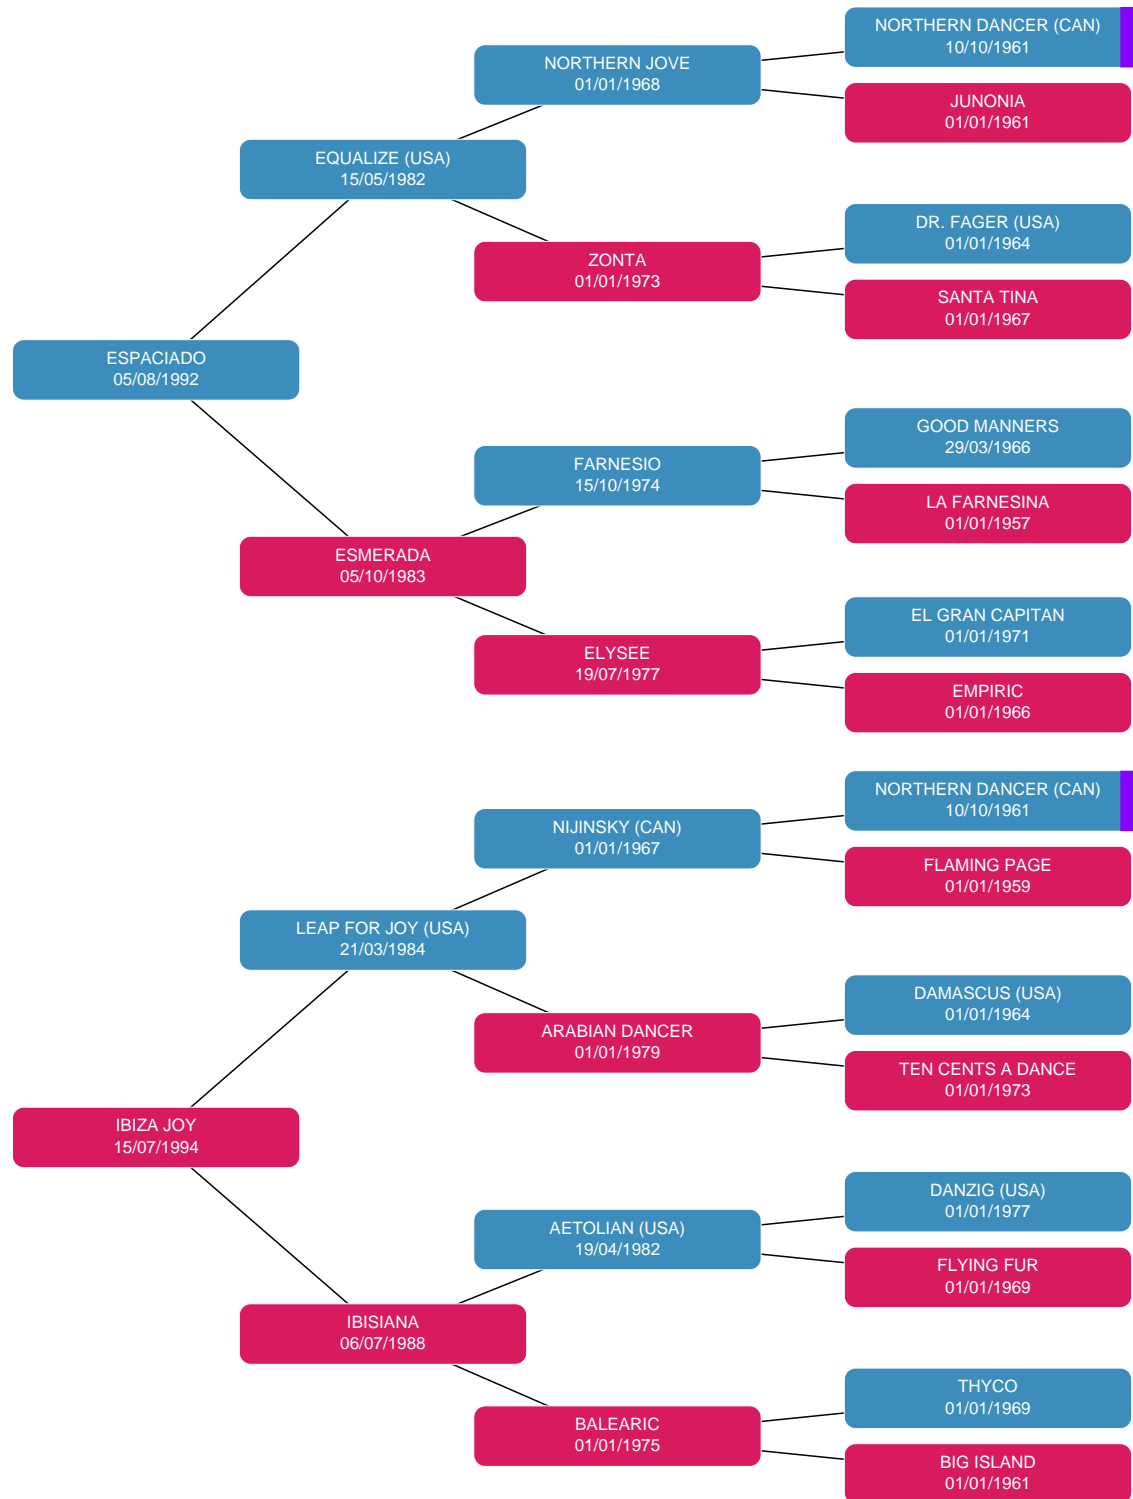 NORTHERN DANCER (CAN)
10/10/1961
NORTHERN JOVE
01/01/1968
JUNONIA
01/01/1961
EQUALIZE (USA)
15/05/1982
DR. FAGER (USA)
01/01/1964
ZONTA
01/01/1973
SANTA TINA
01/01/1967
ESPACIADO
05/08/1992
GOOD MANNERS
29/03/1966
FARNESIO
15/10/1974
LA FARNESINA
01/01/1957
ESMERADA
05/10/1983
EL GRAN CAPITAN
01/01/1971
ELYSEE
19/07/1977
EMPIRIC
01/01/1966
NORTHERN DANCER (CAN)
10/10/1961
NIJINSKY (CAN)
01/01/1967
FLAMING PAGE
01/01/1959
LEAP FOR JOY (USA)
21/03/1984
DAMASCUS (USA)
01/01/1964
ARABIAN DANCER
01/01/1979
TEN CENTS A DANCE
01/01/1973
IBIZA JOY
15/07/1994
DANZIG (USA)
01/01/1977
AETOLIAN (USA)
19/04/1982
FLYING FUR
01/01/1969
IBISIANA
06/07/1988
THYCO
01/01/1969
BALEARIC
01/01/1975
BIG ISLAND
01/01/1961